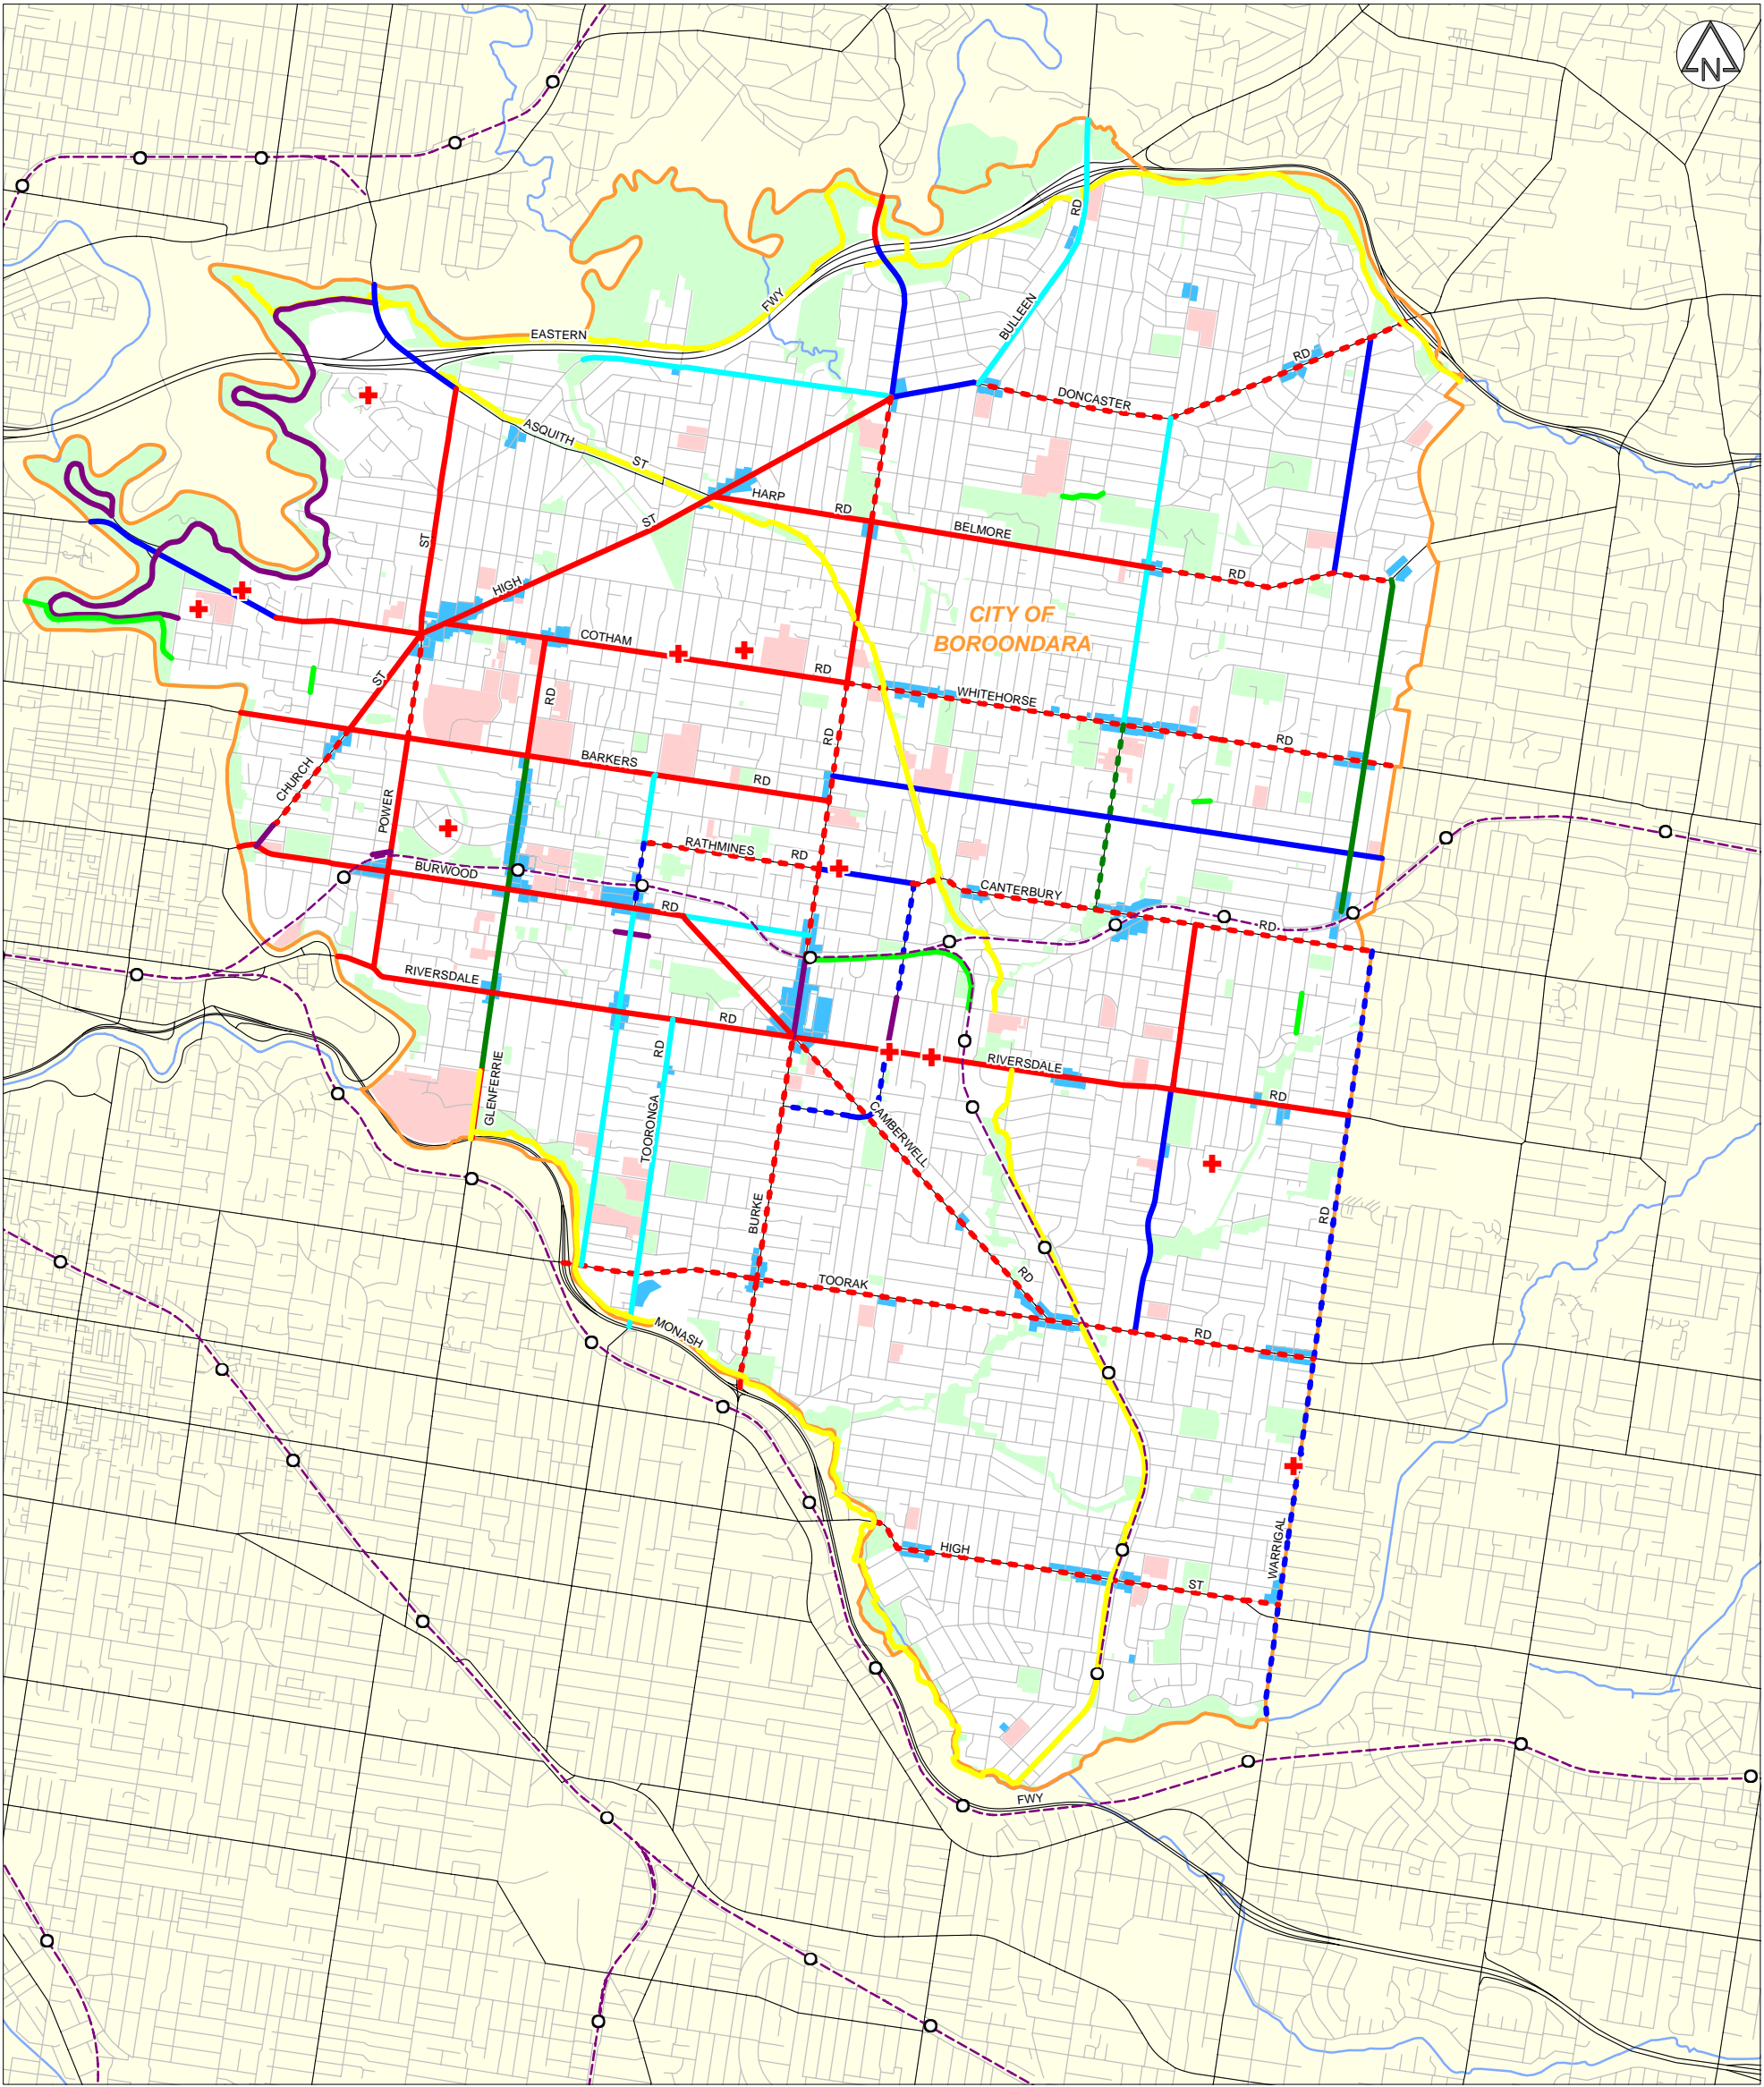 N
RD
FWY
EASTERN
BULLEEN
RD
DONCASTER
ASQUITH
ST
HARP
RD
BELMORE
ST
ST
RD
HIGH
CITY OF
BOROONDARA
COTHAM
RD
ST
RD
WHITEHORSE
RD
RD
BARKERS
RD
CHURCH
POWER
RATHMINES
RD
BURWOOD
RD
CANTERBURY
RD
RIVERSDALE
RD
RD
RIVERSDALE
RD
GLENFERRIE
TOORONGA
CAMBERWELL
BURKE
RD
RD
TOORAK
RD
MONASH
HIGH
ST
WARRIGAL
FWY